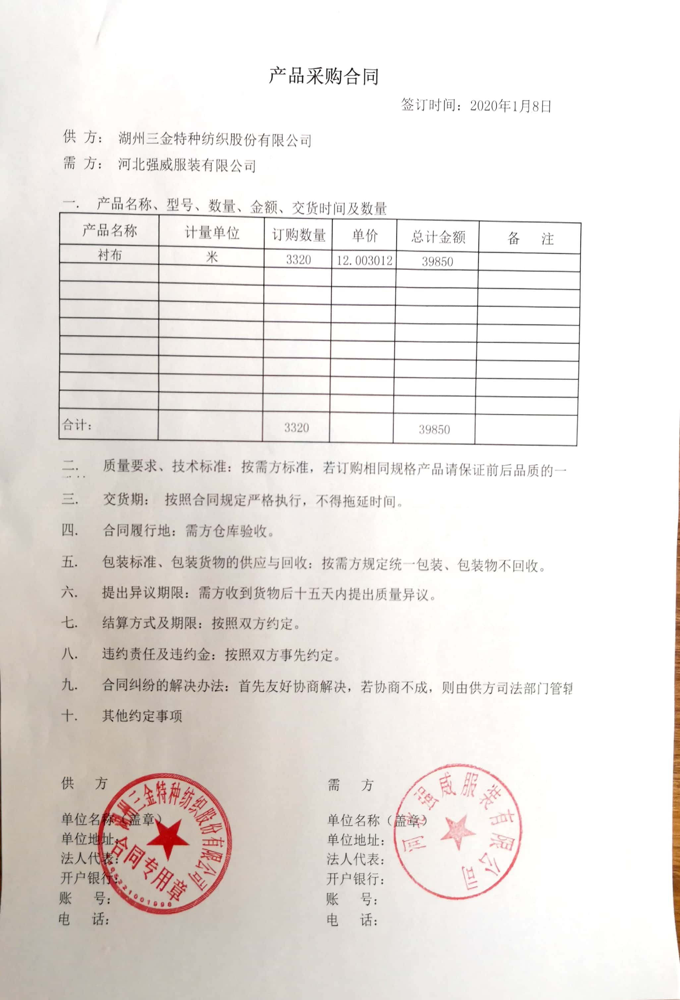 产品采购合同
签订时间：2020年1月8日
供 方： 湖州三金特种纺织股份有限公司
需 方： 河北强威服装有限公司
一. 产品名称、型号、数量、金额、交货时间及数量
产品名称 计量单位 订购数量 单价 总计金额 备 注
衬布 米 3320 12.003012 39850
合计： 3320 39850
二. 质量要求、技术标准：按需方标准，若订购相同规格产品请保证前后品质的一
三. 交货期： 按照合同规定严格执行，不得拖延时间。
四. 合同履行地：需方仓库验收。
五. 包装标准、包装货物的供应与回收：按需方规定统一包装、包装物不回收。
六. 提出异议期限：需方收到货物后十五天内提出质量异议。
七. 结算方式及期限：按照双方约定。
八. 违约责任及违约金：按照双方事先约定。
九. 合同纠纷的解决办法：首先友好协商解决，若协商不成，则由供方司法部门管辖
十. 其他约定事项
供 方
单位名称（盖章）
单位地址：
法人代表：
开户银行：
账 号：
电 话：
湖州三金特种纺织股份有限公司
合同专用章
需 方
单位名称（盖章）
单位地址：
法人代表：
开户银行：
账 号：
电 话：
河北强威服装有限公司